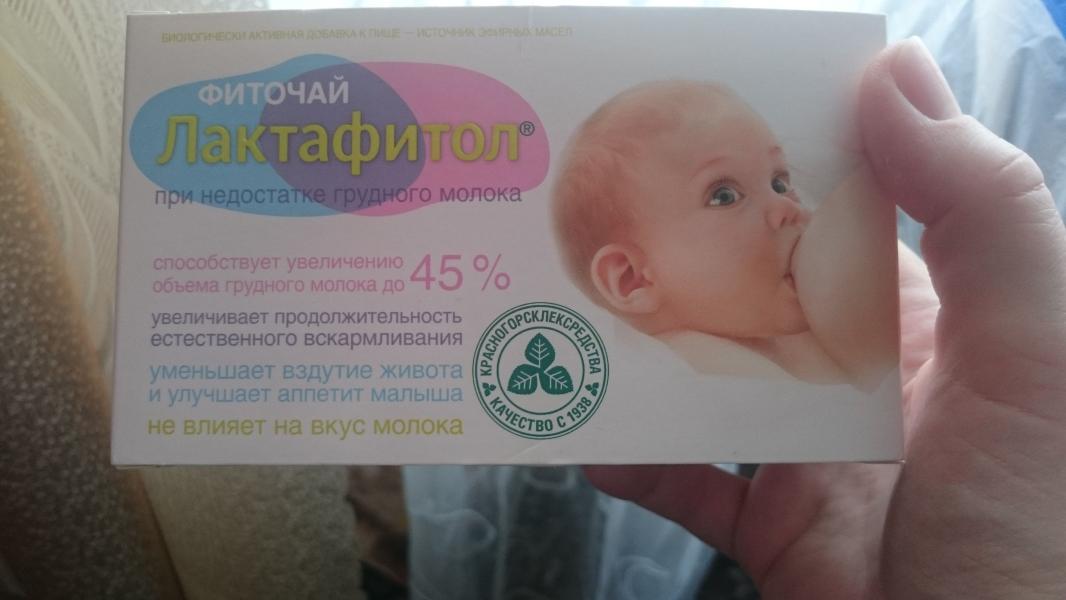 БИОЛОГИЧЕСКИ АКТИВНАЯ ДОБАВКА К ПИЩЕ — ИСТОЧНИК ЭФИРНЫХ МАСЕЛ
ФИТОЧАЙ
Лактафитол®
при недостатке грудного молока
способствует увеличению
объема грудного молока до 45 %
увеличивает продолжительность
естественного вскармливания
уменьшает вздутие живота
и улучшает аппетит малыша
не влияет на вкус молока
КРАСНОГОРСКЛЕКСРЕДСТВА
КАЧЕСТВО С 1938